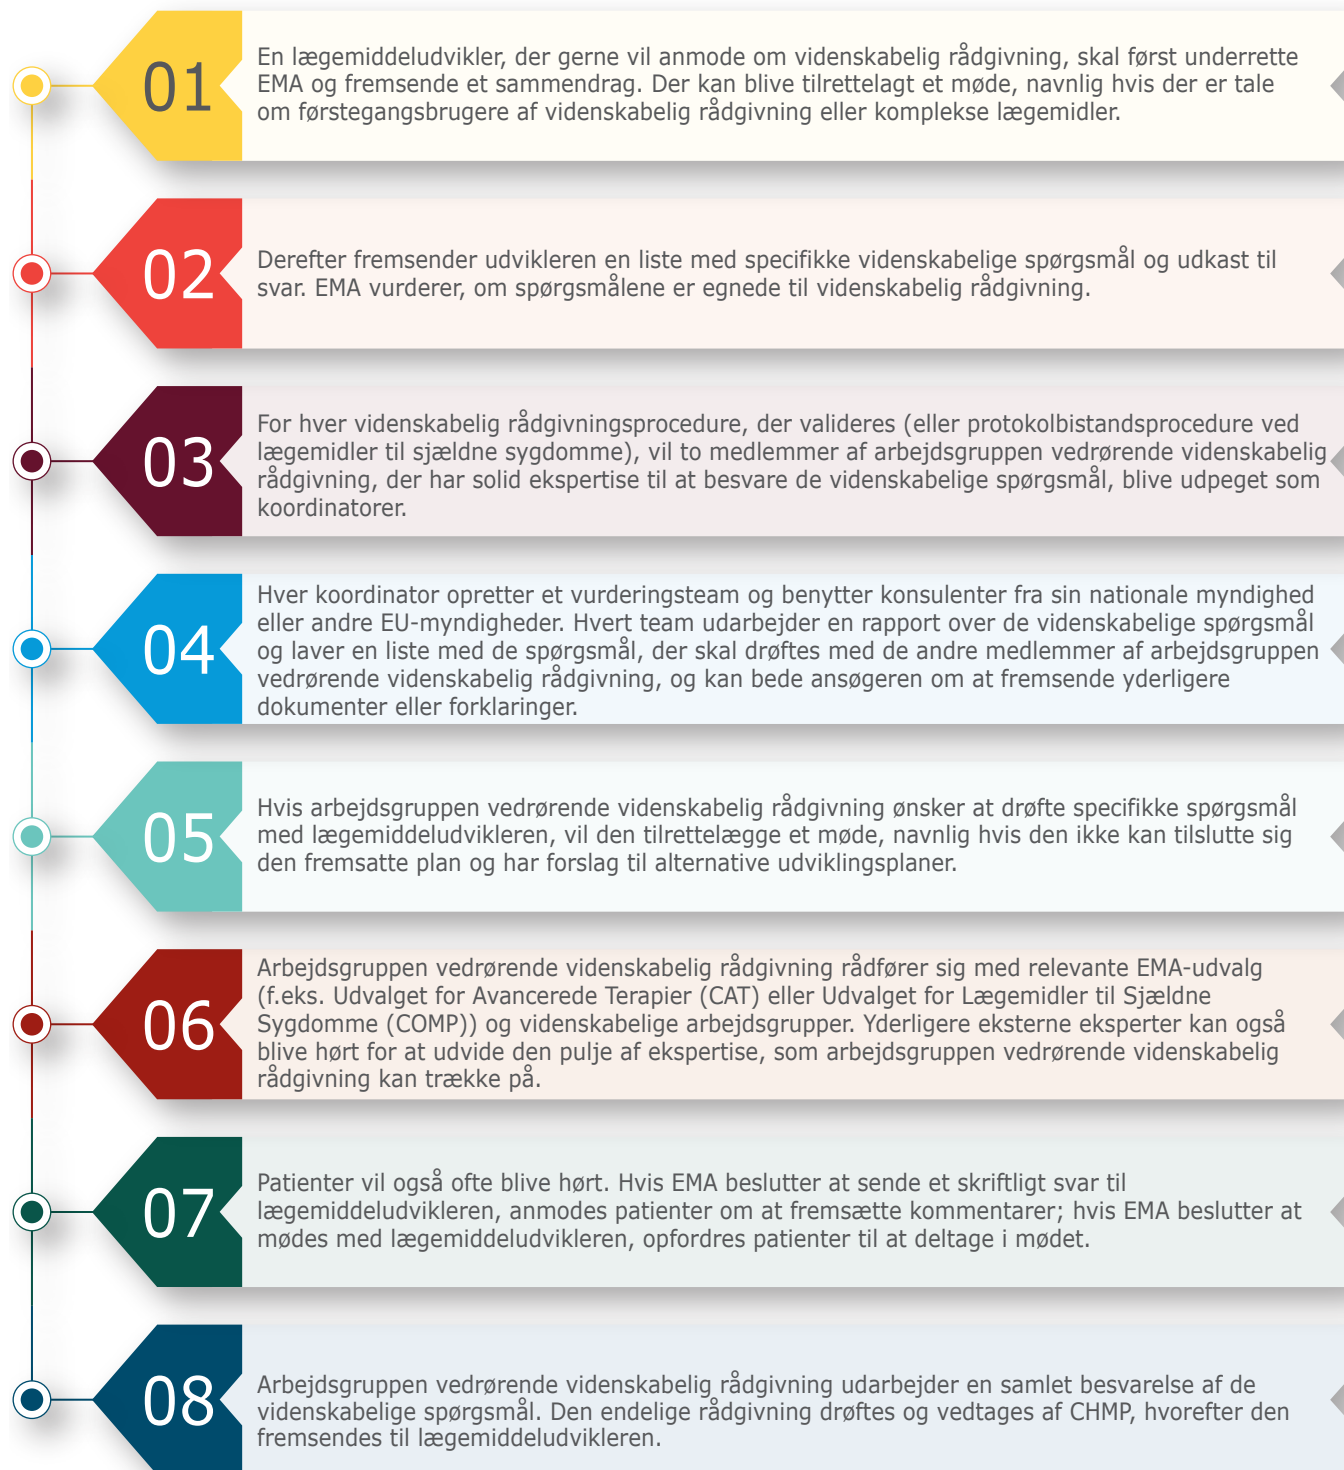 01
En lægemiddeludvikler, der gerne vil anmode om videnskabelig rådgivning, skal først underrette
EMA og fremsende et sammendrag. Der kan blive tilrettelagt et møde, navnlig hvis der er tale
om førstegangsbrugere af videnskabelig rådgivning eller komplekse lægemidler.
02
Derefter fremsender udvikleren en liste med specifikke videnskabelige spørgsmål og udkast til
svar. EMA vurderer, om spørgsmålene er egnede til videnskabelig rådgivning.
03
For hver videnskabelig rådgivningsprocedure, der valideres (eller protokolbistandsprocedure ved
lægemidler til sjældne sygdomme), vil to medlemmer af arbejdsgruppen vedrørende videnskabelig
rådgivning, der har solid ekspertise til at besvare de videnskabelige spørgsmål, blive udpeget som
koordinatorer.
04
Hver koordinator opretter et vurderingsteam og benytter konsulenter fra sin nationale myndighed
eller andre EU-myndigheder. Hvert team udarbejder en rapport over de videnskabelige spørgsmål
og laver en liste med de spørgsmål, der skal drøftes med de andre medlemmer af arbejdsgruppen
vedrørende videnskabelig rådgivning, og kan bede ansøgeren om at fremsende yderligere
dokumenter eller forklaringer.
05
Hvis arbejdsgruppen vedrørende videnskabelig rådgivning ønsker at drøfte specifikke spørgsmål
med lægemiddeludvikleren, vil den tilrettelægge et møde, navnlig hvis den ikke kan tilslutte sig
den fremsatte plan og har forslag til alternative udviklingsplaner.
06
Arbejdsgruppen vedrørende videnskabelig rådgivning rådfører sig med relevante EMA-udvalg
(f.eks. Udvalget for Avancerede Terapier (CAT) eller Udvalget for Lægemidler til Sjældne
Sygdomme (COMP)) og videnskabelige arbejdsgrupper. Yderligere eksterne eksperter kan også
blive hørt for at udvide den pulje af ekspertise, som arbejdsgruppen vedrørende videnskabelig
rådgivning kan trække på.
07
Patienter vil også ofte blive hørt. Hvis EMA beslutter at sende et skriftligt svar til
lægemiddeludvikleren, anmodes patienter om at fremsætte kommentarer; hvis EMA beslutter at
mødes med lægemiddeludvikleren, opfordres patienter til at deltage i mødet.
08
Arbejdsgruppen vedrørende videnskabelig rådgivning udarbejder en samlet besvarelse af de
videnskabelige spørgsmål. Den endelige rådgivning drøftes og vedtages af CHMP, hvorefter den
fremsendes til lægemiddeludvikleren.